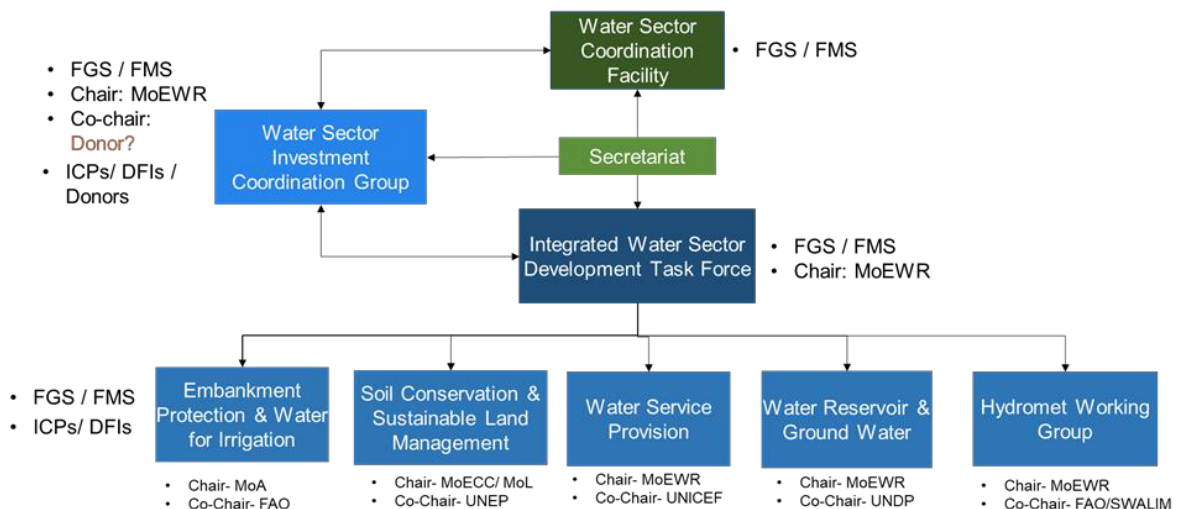 Water Sector
Coordination
Facility
• FGS / FMS
• FGS / FMS
• Chair: MoEWR
• Co-chair:
Donor?
• ICPs/ DFIs /
Donors
Water Sector
Investment
Coordination Group
Secretariat
Integrated Water Sector
Development Task Force
• FGS / FMS
• Chair: MoEWR
• FGS / FMS
• ICPs/ DFIs
Embankment
Protection & Water
for Irrigation
• Chair- MoA
• Co-Chair- FAO
Soil Conservation &
Sustainable Land
Management
• Chair- MoECC/ MoL
• Co-Chair- UNEP
Water Service
Provision
• Chair- MoEWR
• Co-Chair- UNICEF
Water Reservoir &
Ground Water
• Chair- MoEWR
• Co-Chair- UNDP
Hydromet Working
Group
• Chair- MoEWR
• Co-Chair- FAO/SWALIM